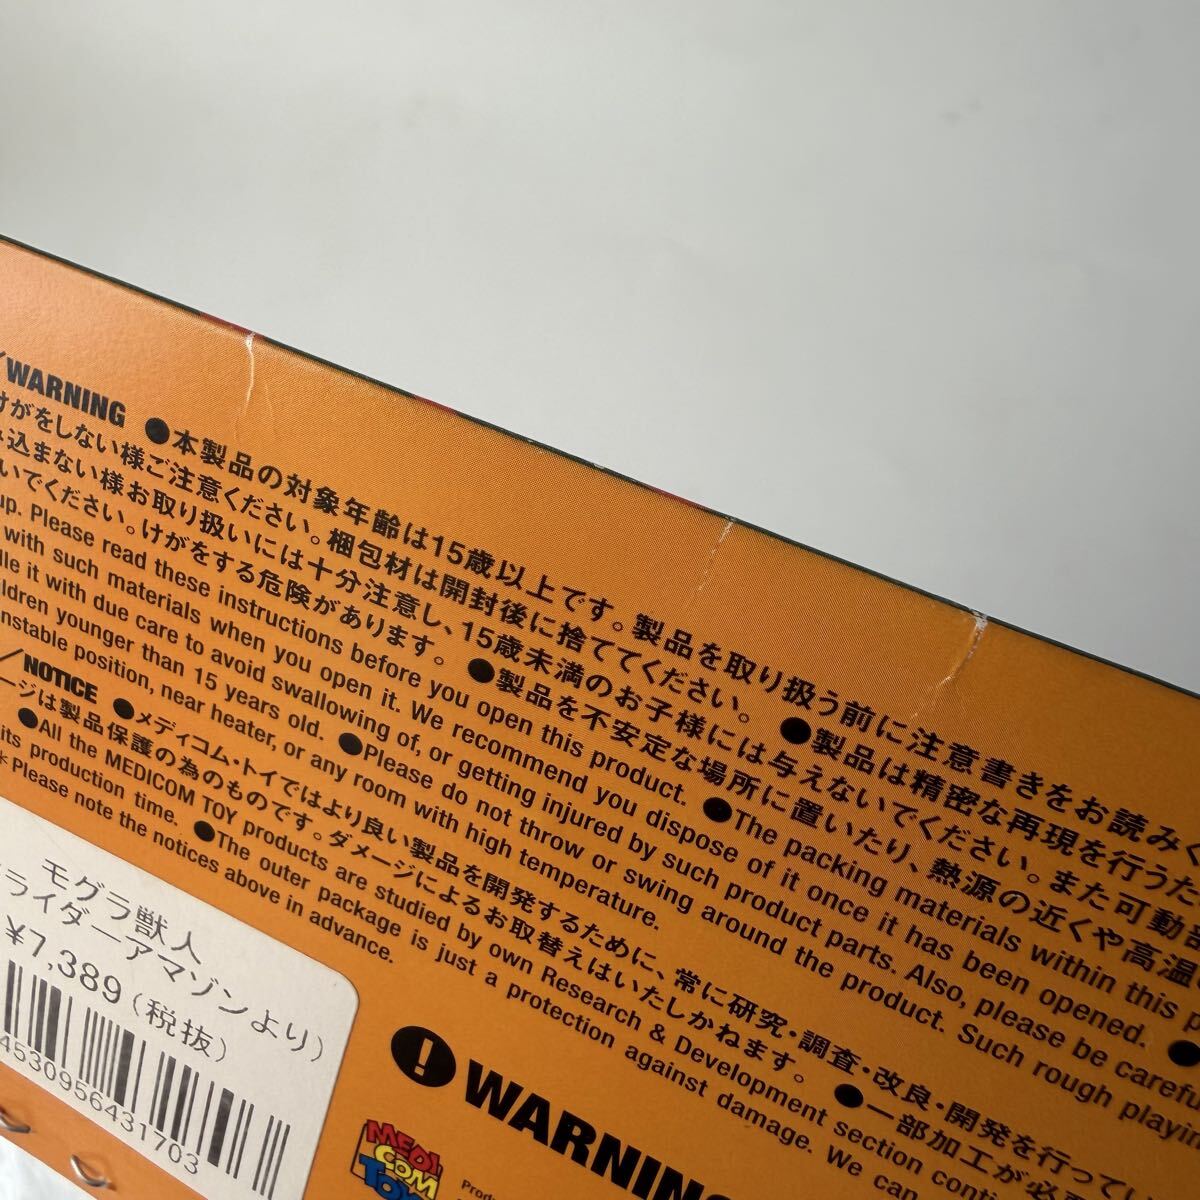 WARNING ●本製品の対象年齢は15歳以上です。製品を取り扱う前に注意書きをお読みく
けがをしない様ご注意ください。梱包材は開封後に捨ててください。●製品は精密な再現を行うた
み込まない様お取り扱いには十分注意し、15歳未満のお子様には与えないでください。また可動
いでください。けがをする危険があります。●製品を不安定な場所に置いたり、熱源の近くや高温
up. Please read these instructions before you open this product. ●The packing materials within this
with such materials when you open it. We recommend you dispose of it once it has been opened. ●
it with due care to avoid swallowing of, or getting injured by such product parts. Also, please be careful
children younger than 15 years old. ●Please do not throw or swing around the product. Such rough playing
unstable position, near heater, or any room with high temperature.
NOTICE ●メディコム・トイではより良い製品を開発するために、常に研究・調査・改良・開発を行って
ージは製品保護の為のものです。ダメージによるお取替えはいたしかねます。●一部加工が必
●All the MEDICOM TOY products are studied by own Research & Development section
its production time. ●The outer package is just a protection against damage. We can
*Please note the notices above in advance.
モグラ獣人
ライダーアマゾンより)
¥7,389(税抜)
4530956431703
! WARNING
MEDI
COM
TOY